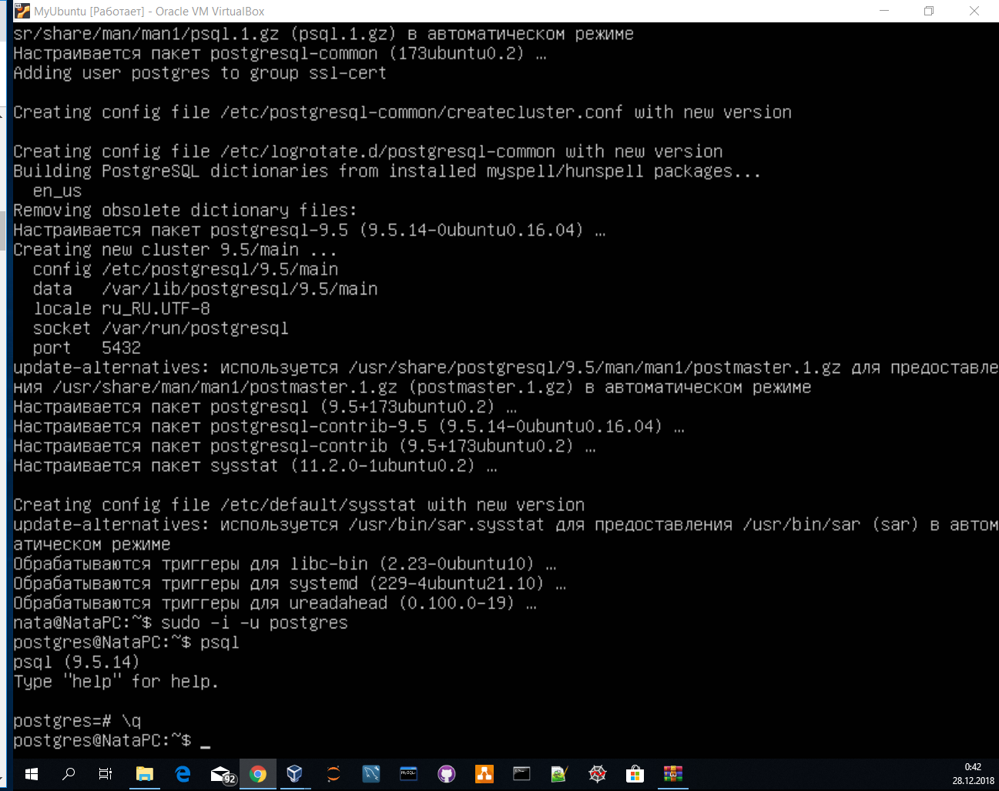 MyUbuntu [Работает] - Oracle VM VirtualBox
sr/share/man/man1/psql.1.gz (psql.1.gz) в автоматическом режиме
Настраивается пакет postgresql-common (173ubuntu0.2) …
Adding user postgres to group ssl-cert
Creating config file /etc/postgresql-common/createcluster.conf with new version
Creating config file /etc/logrotate.d/postgresql-common with new version
Building PostgreSQL dictionaries from installed myspell/hunspell packages...
en_us
Removing obsolete dictionary files:
Настраивается пакет postgresql-9.5 (9.5.14-0ubuntu0.16.04) …
Creating new cluster 9.5/main ...
config /etc/postgresql/9.5/main
data /var/lib/postgresql/9.5/main
locale ru_RU.UTF-8
socket /var/run/postgresql
port 5432
update-alternatives: используется /usr/share/postgresql/9.5/man/man1/postmaster.1.gz для предоставле
ния /usr/share/man/man1/postmaster.1.gz (postmaster.1.gz) в автоматическом режиме
Настраивается пакет postgresql (9.5+173ubuntu0.2) …
Настраивается пакет postgresql-contrib-9.5 (9.5.14-0ubuntu0.16.04) …
Настраивается пакет postgresql-contrib (9.5+173ubuntu0.2) …
Настраивается пакет sysstat (11.2.0-1ubuntu0.2) …
Creating config file /etc/default/sysstat with new version
update-alternatives: используется /usr/bin/sar.sysstat для предоставления /usr/bin/sar (sar) в автом
атическом режиме
Обрабатываются триггеры для libc-bin (2.23-0ubuntu10) …
Обрабатываются триггеры для systemd (229-4ubuntu21.10) …
Обрабатываются триггеры для ureadahead (0.100.0-19) …
nata@NataPC:~$ sudo -i -u postgres
postgres@NataPC:~$ psql
psql (9.5.14)
Type "help" for help.
postgres=# \q
postgres@NataPC:~$ _
92
MySQL
0:42
28.12.2018